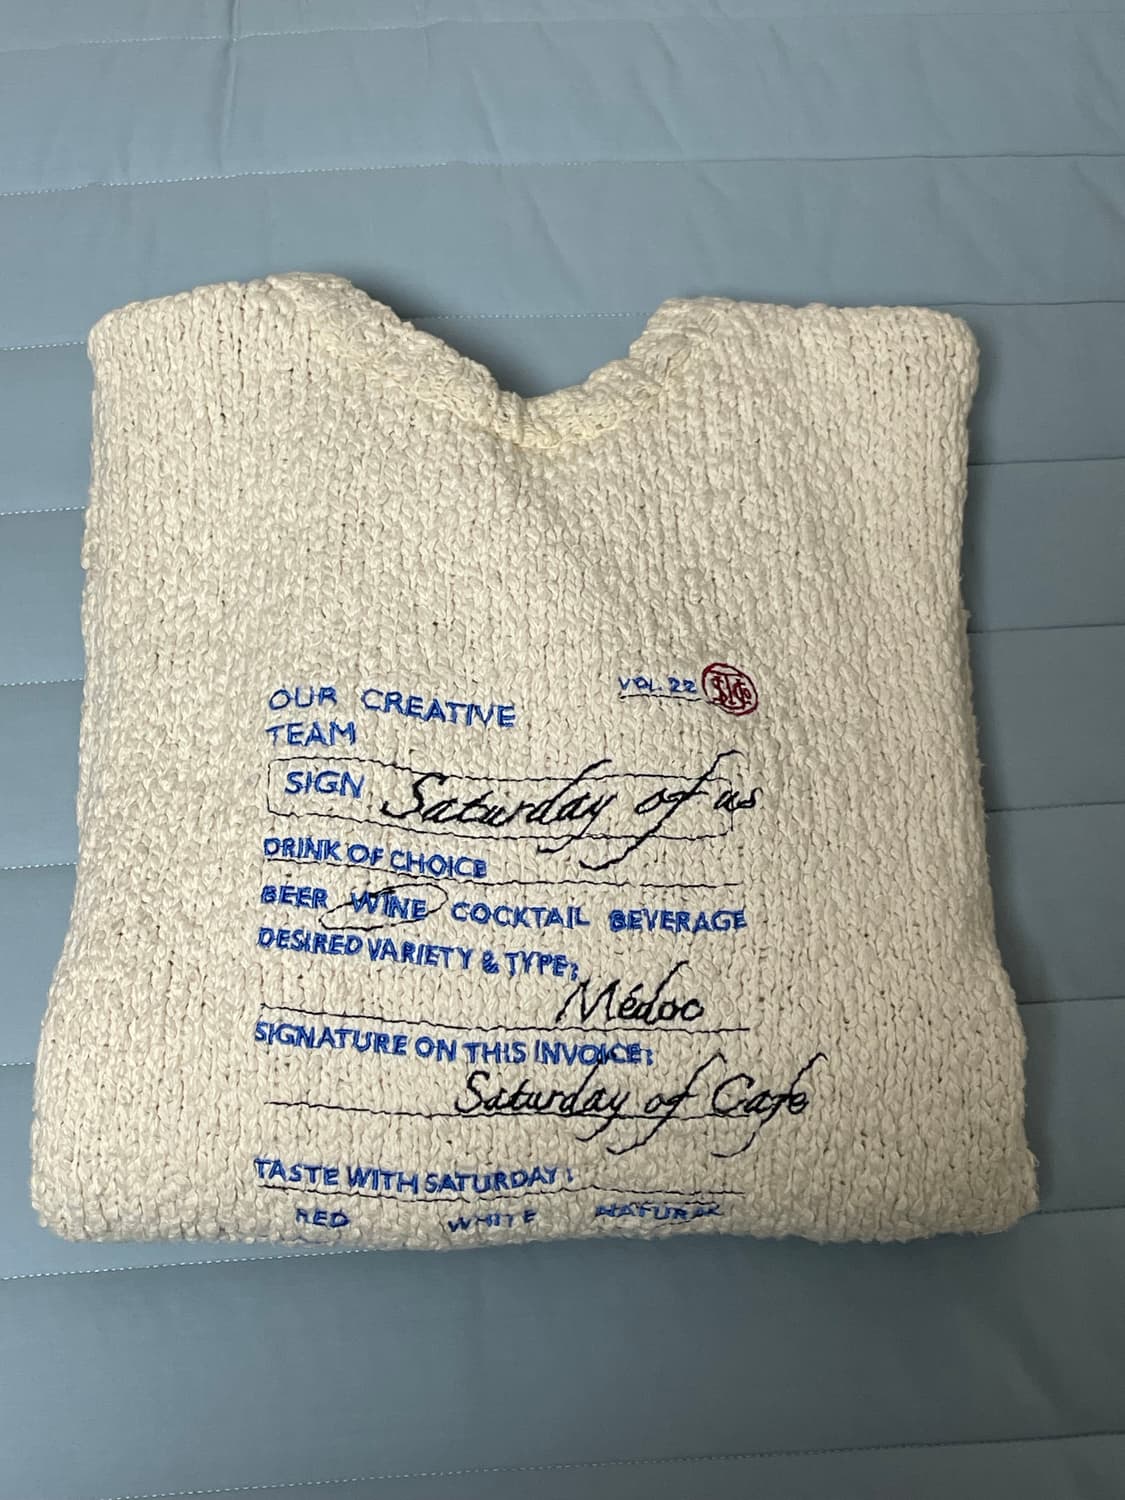 VOL. 22
OUR CREATIVE
TEAM
SIGN Saturday of us
DRINK OF CHOICE
BEER WINE COCKTAIL BEVERAGE
DESIRED VARIETY & TYPE:
Médoc
SIGNATURE ON THIS INVOICE:
Saturday of Cafe
TASTE WITH SATURDAY:
RED WHITE NATURAL